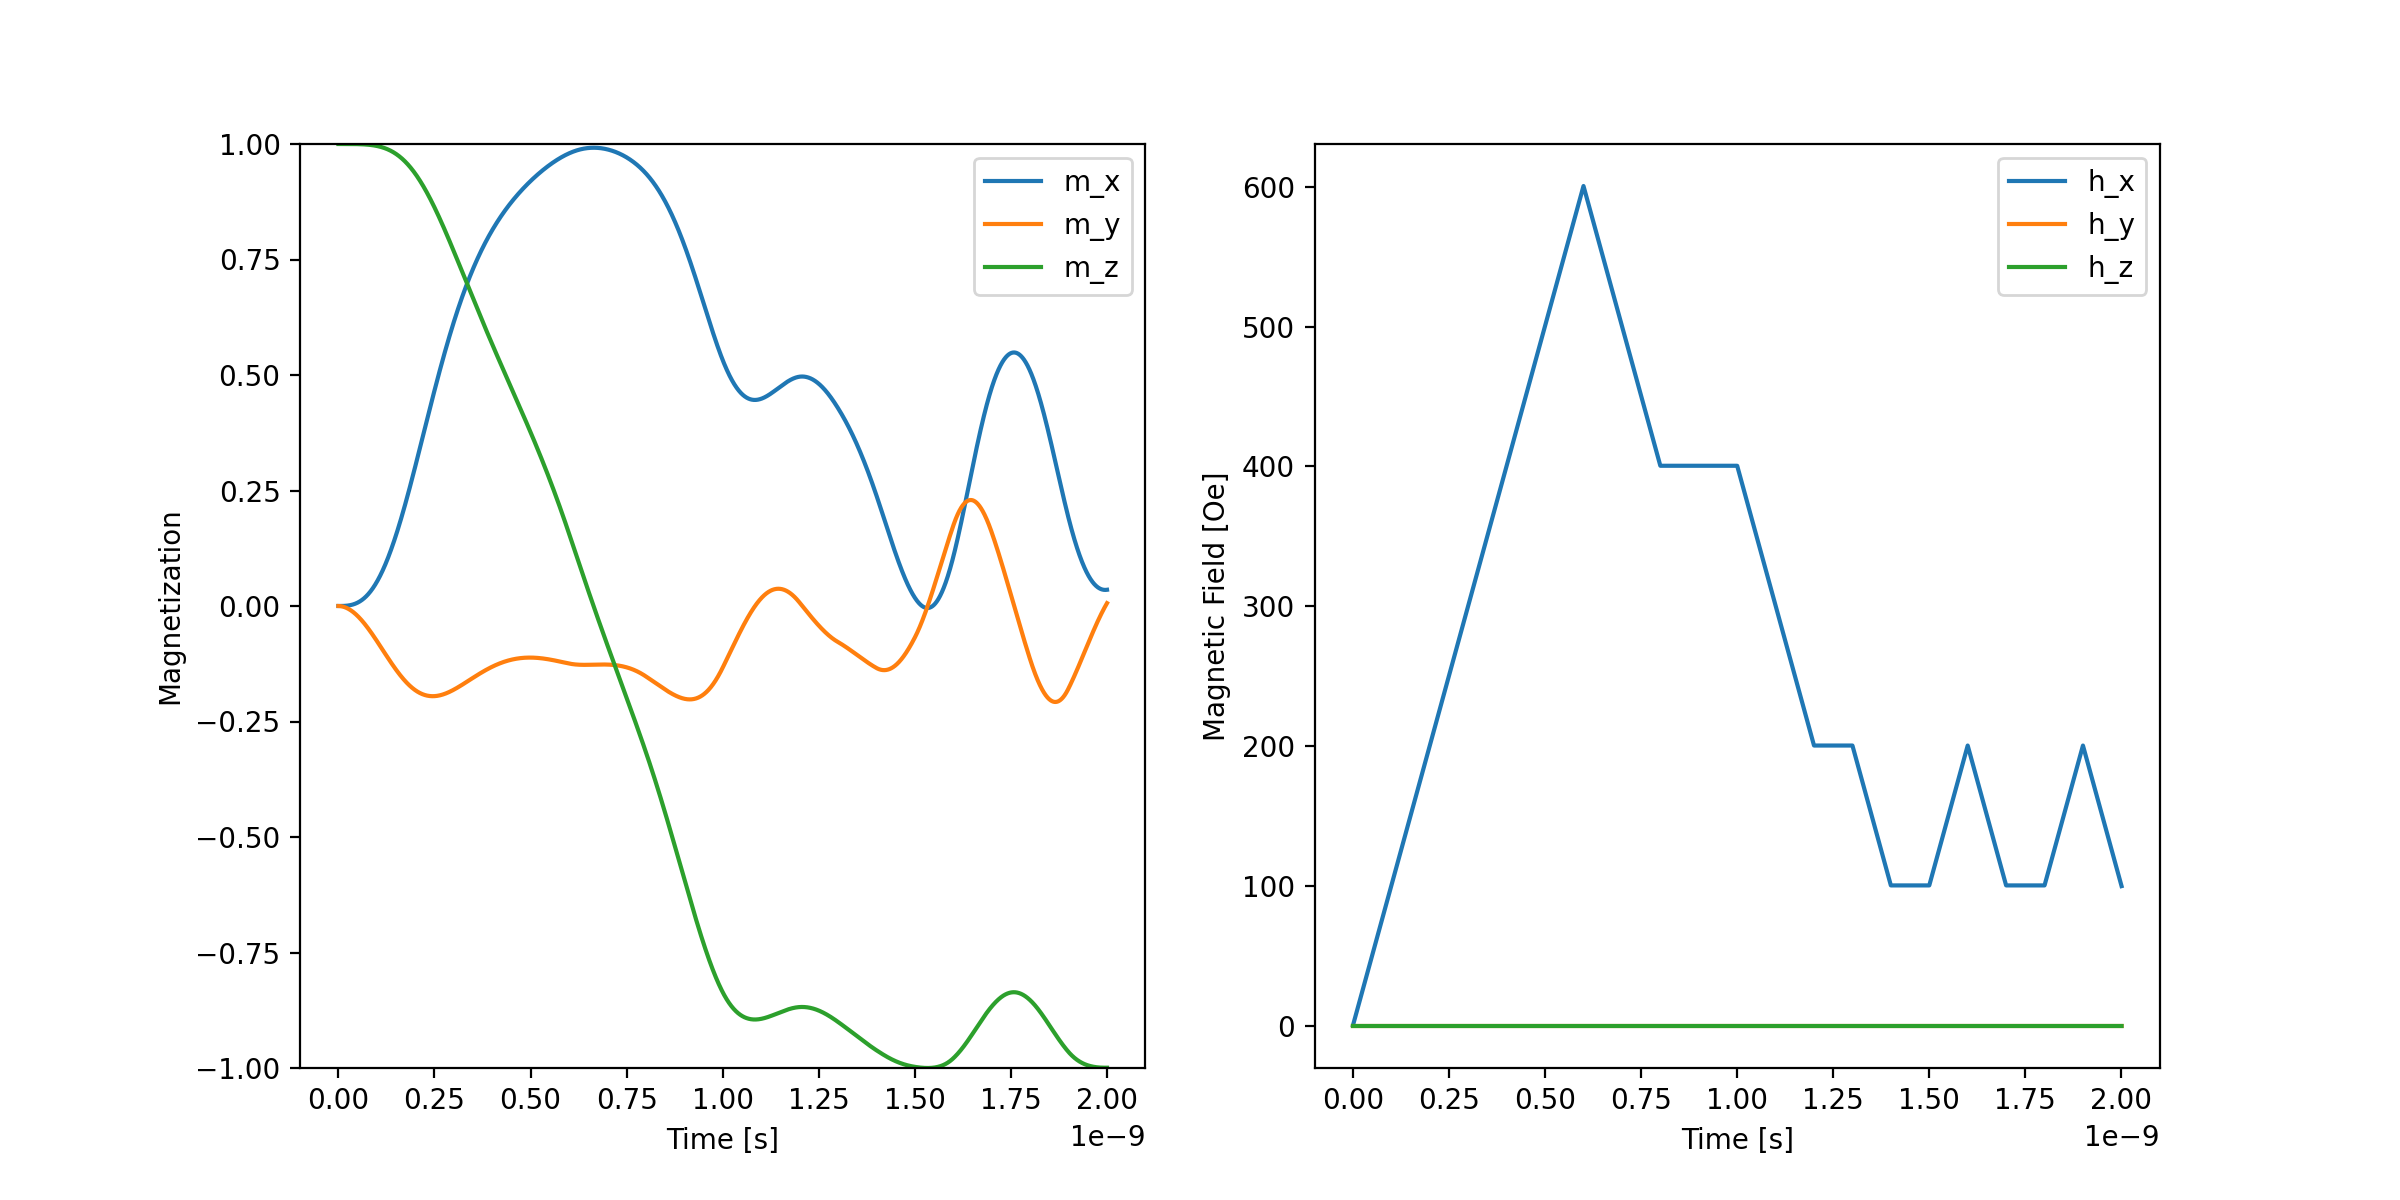 Magnetization
1.00
0.75
0.50
0.25
0.00
−0.25
−0.50
−0.75
−1.00
m_x
m_y
m_z
0.00 0.25 0.50 0.75 1.00 1.25 1.50 1.75 2.00
Time [s]
1e−9
Magnetic Field [Oe]
600
500
400
300
200
100
0
h_x
h_y
h_z
0.00 0.25 0.50 0.75 1.00 1.25 1.50 1.75 2.00
Time [s]
1e−9